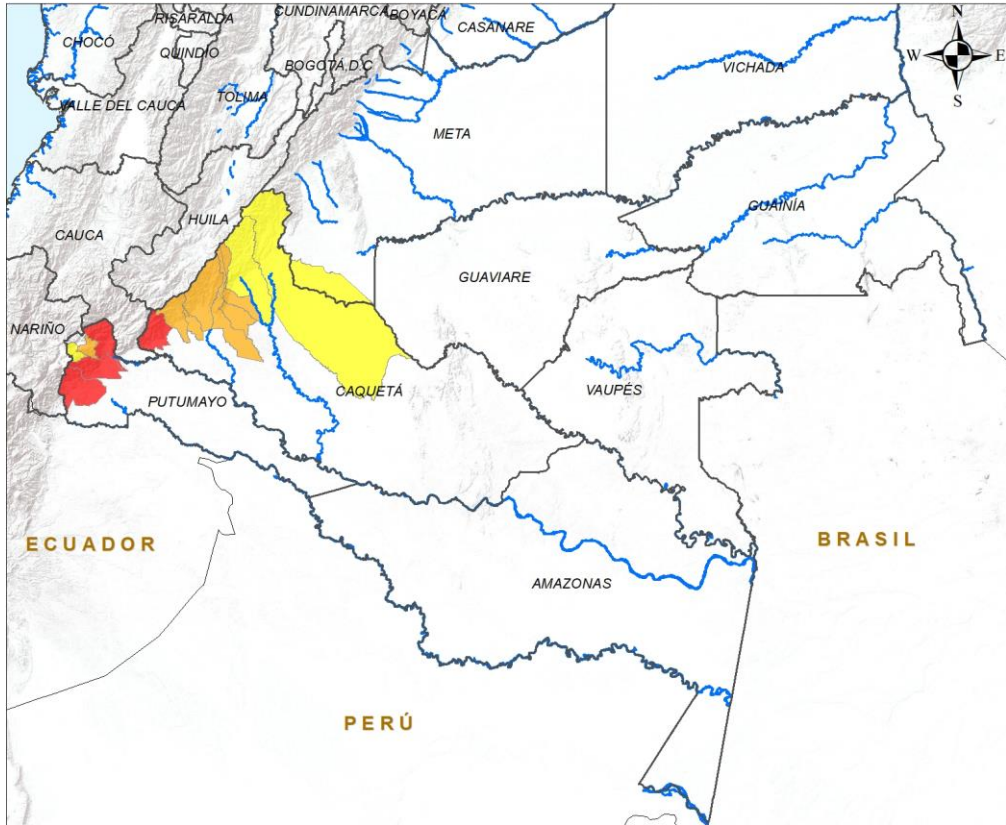 RISARALDA
CUNDINAMARCA
BOYACÁ
CASANARE
N
CHOCÓ
QUINDÍO
BOGOTÁ D.C
VICHADA
W
E
S
VALLE DEL CAUCA
TOLIMA
META
HUILA
GUAINÍA
CAUCA
GUAVIARE
NARIÑO
CAQUETÁ
VAUPÉS
PUTUMAYO
ECUADOR
BRASIL
AMAZONAS
PERÚ